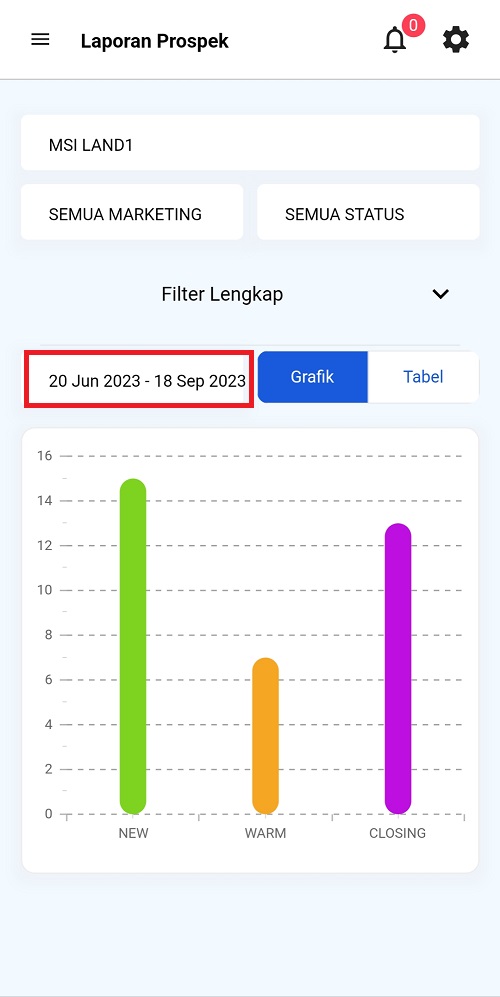 Laporan Prospek
0
MSI LAND1
SEMUA MARKETING
SEMUA STATUS
Filter Lengkap
20 Jun 2023 - 18 Sep 2023
Grafik
Tabel
16
14
12
10
8
6
4
2
0
NEW
WARM
CLOSING